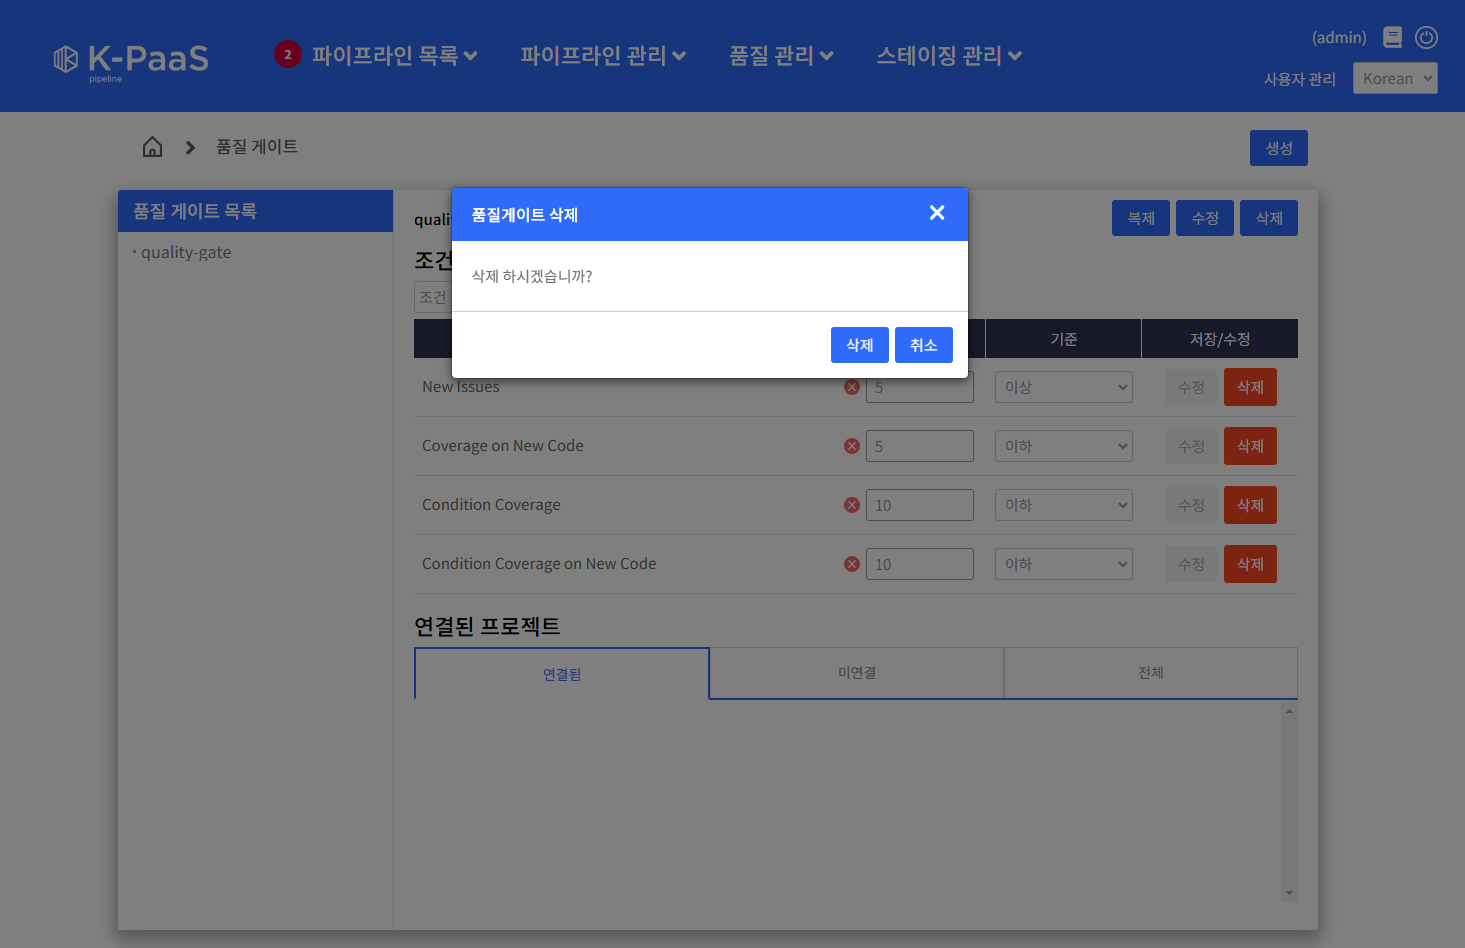 (admin)
K-PaaS
pipeline
2
파이프라인 목록
파이프라인 관리
품질 관리
스테이징 관리
사용자 관리
Korean
품질 게이트
생성
품질 게이트 목록
· quality-gate
복제
수정
삭제
조건
조건
품질게이트 삭제
삭제 하시겠습니까?
삭제
취소
기준
저장/수정
New Issues
5
이상
수정
삭제
Coverage on New Code
5
이하
수정
삭제
Condition Coverage
10
이하
수정
삭제
Condition Coverage on New Code
10
이하
수정
삭제
연결된 프로젝트
연결됨
미연결
전체